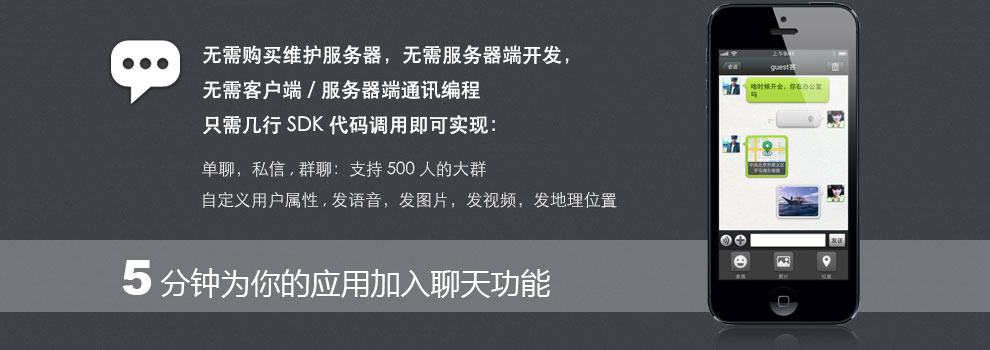 无需购买维护服务器，无需服务器端开发，
无需客户端 / 服务器端通讯编程
只需几行 SDK 代码调用即可实现：
单聊，私信 , 群聊：支持 500 人的大群
自定义用户属性 , 发语音，发图片，发视频，发地理位置
5 分钟为你的应用加入聊天功能
会话
guest客
啥时候开会，你在办公室
吗
7"
发送
表情
图片
位置